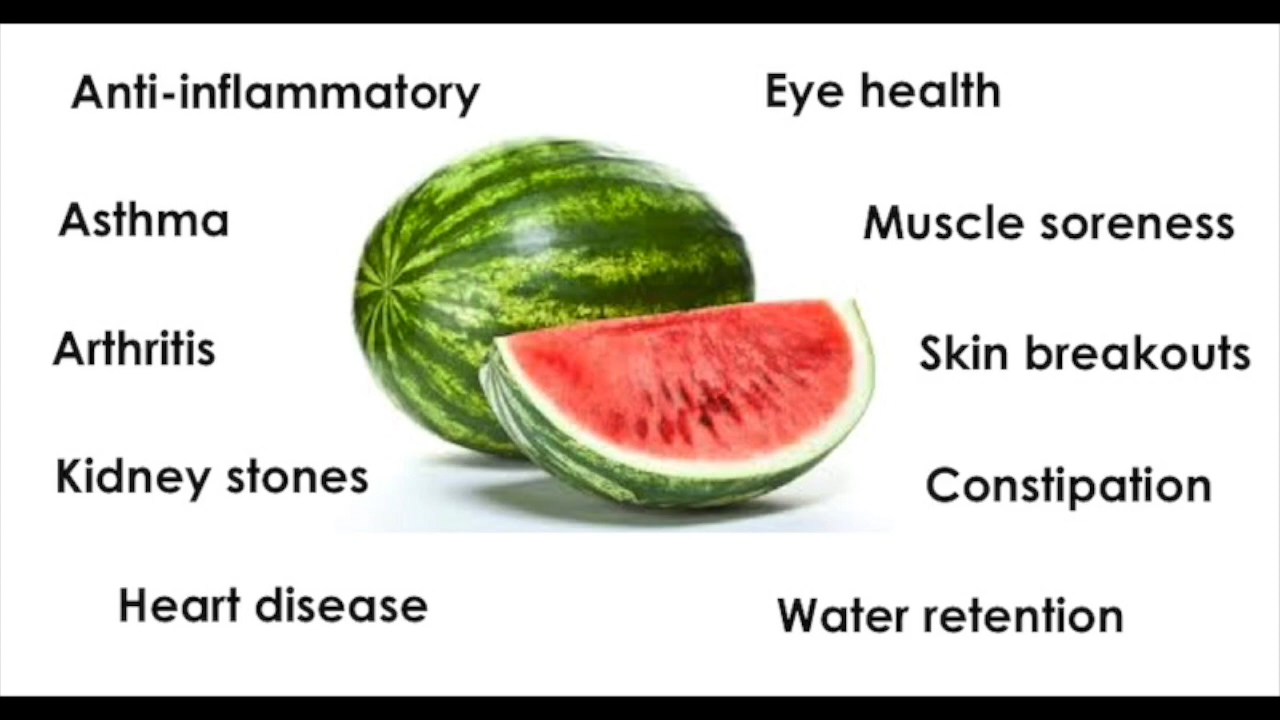 Anti-inflammatory
Eye health
Asthma
Muscle soreness
Arthritis
Skin breakouts
Kidney stones
Constipation
Heart disease
Water retention